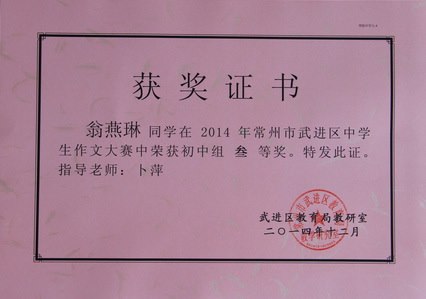 获奖证书
翁燕琳 同学在 2014 年常州市武进区中学
生作文大赛中荣获初中组 叁 等奖。特发此证。
指导老师：卜萍
武进区教育局教研室
二〇一四年十二月